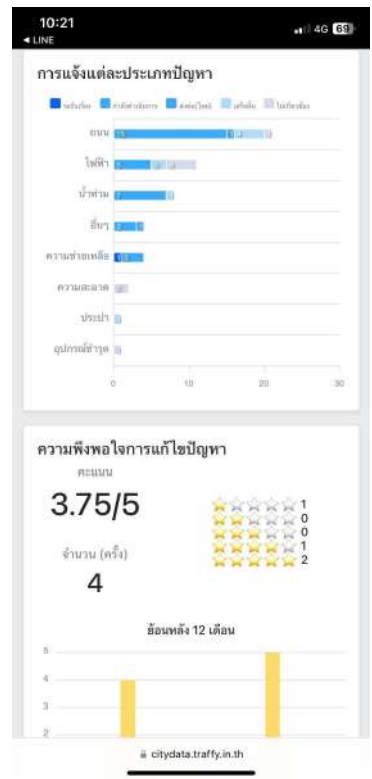 10:21
4G 69
◄ LINE
การแจ้งแต่ละประเภทปัญหา
ถนน
ไฟฟ้า
น้ำท่วม
อื่นๆ
ความช่วยเหลือ
ความสะอาด
ประปา
อุปกรณ์ชำรุด
0 10 20 30
ความพึงพอใจการแก้ไขปัญหา
คะแนน
3.75/5
จำนวน (ครั้ง)
4
1
0
0
1
2
ย้อนหลัง 12 เดือน
5
4
3
2
citydata.traffy.in.th